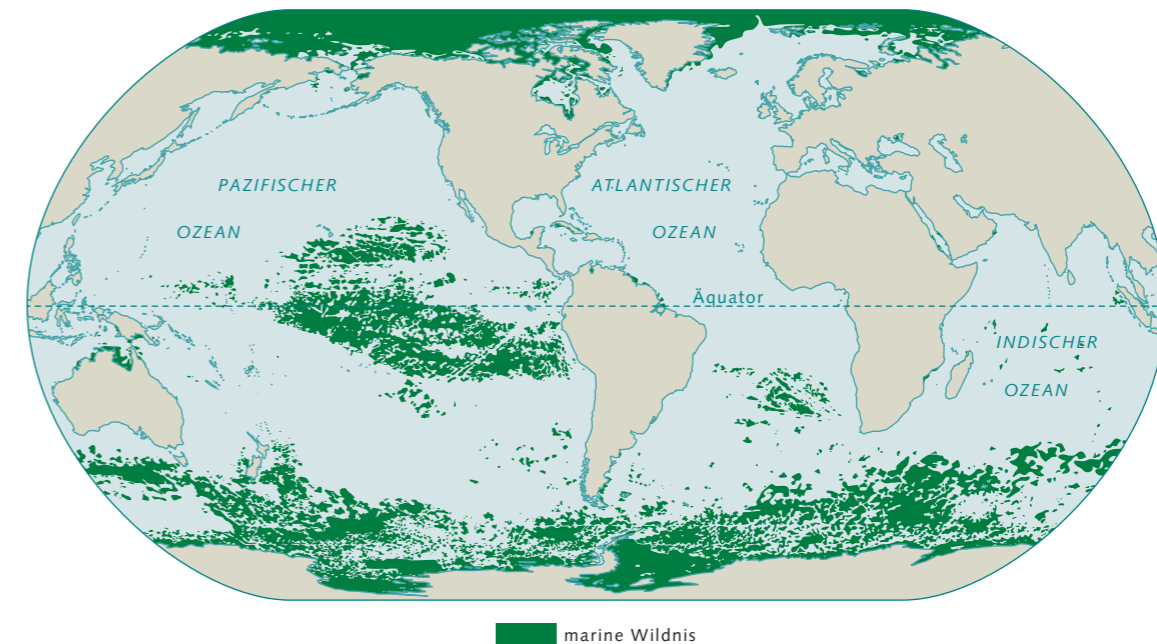 PAZIFISCHER
OZEAN
ATLANTISCHER
OZEAN
Äquator
INDISCHER
OZEAN
marine Wildnis